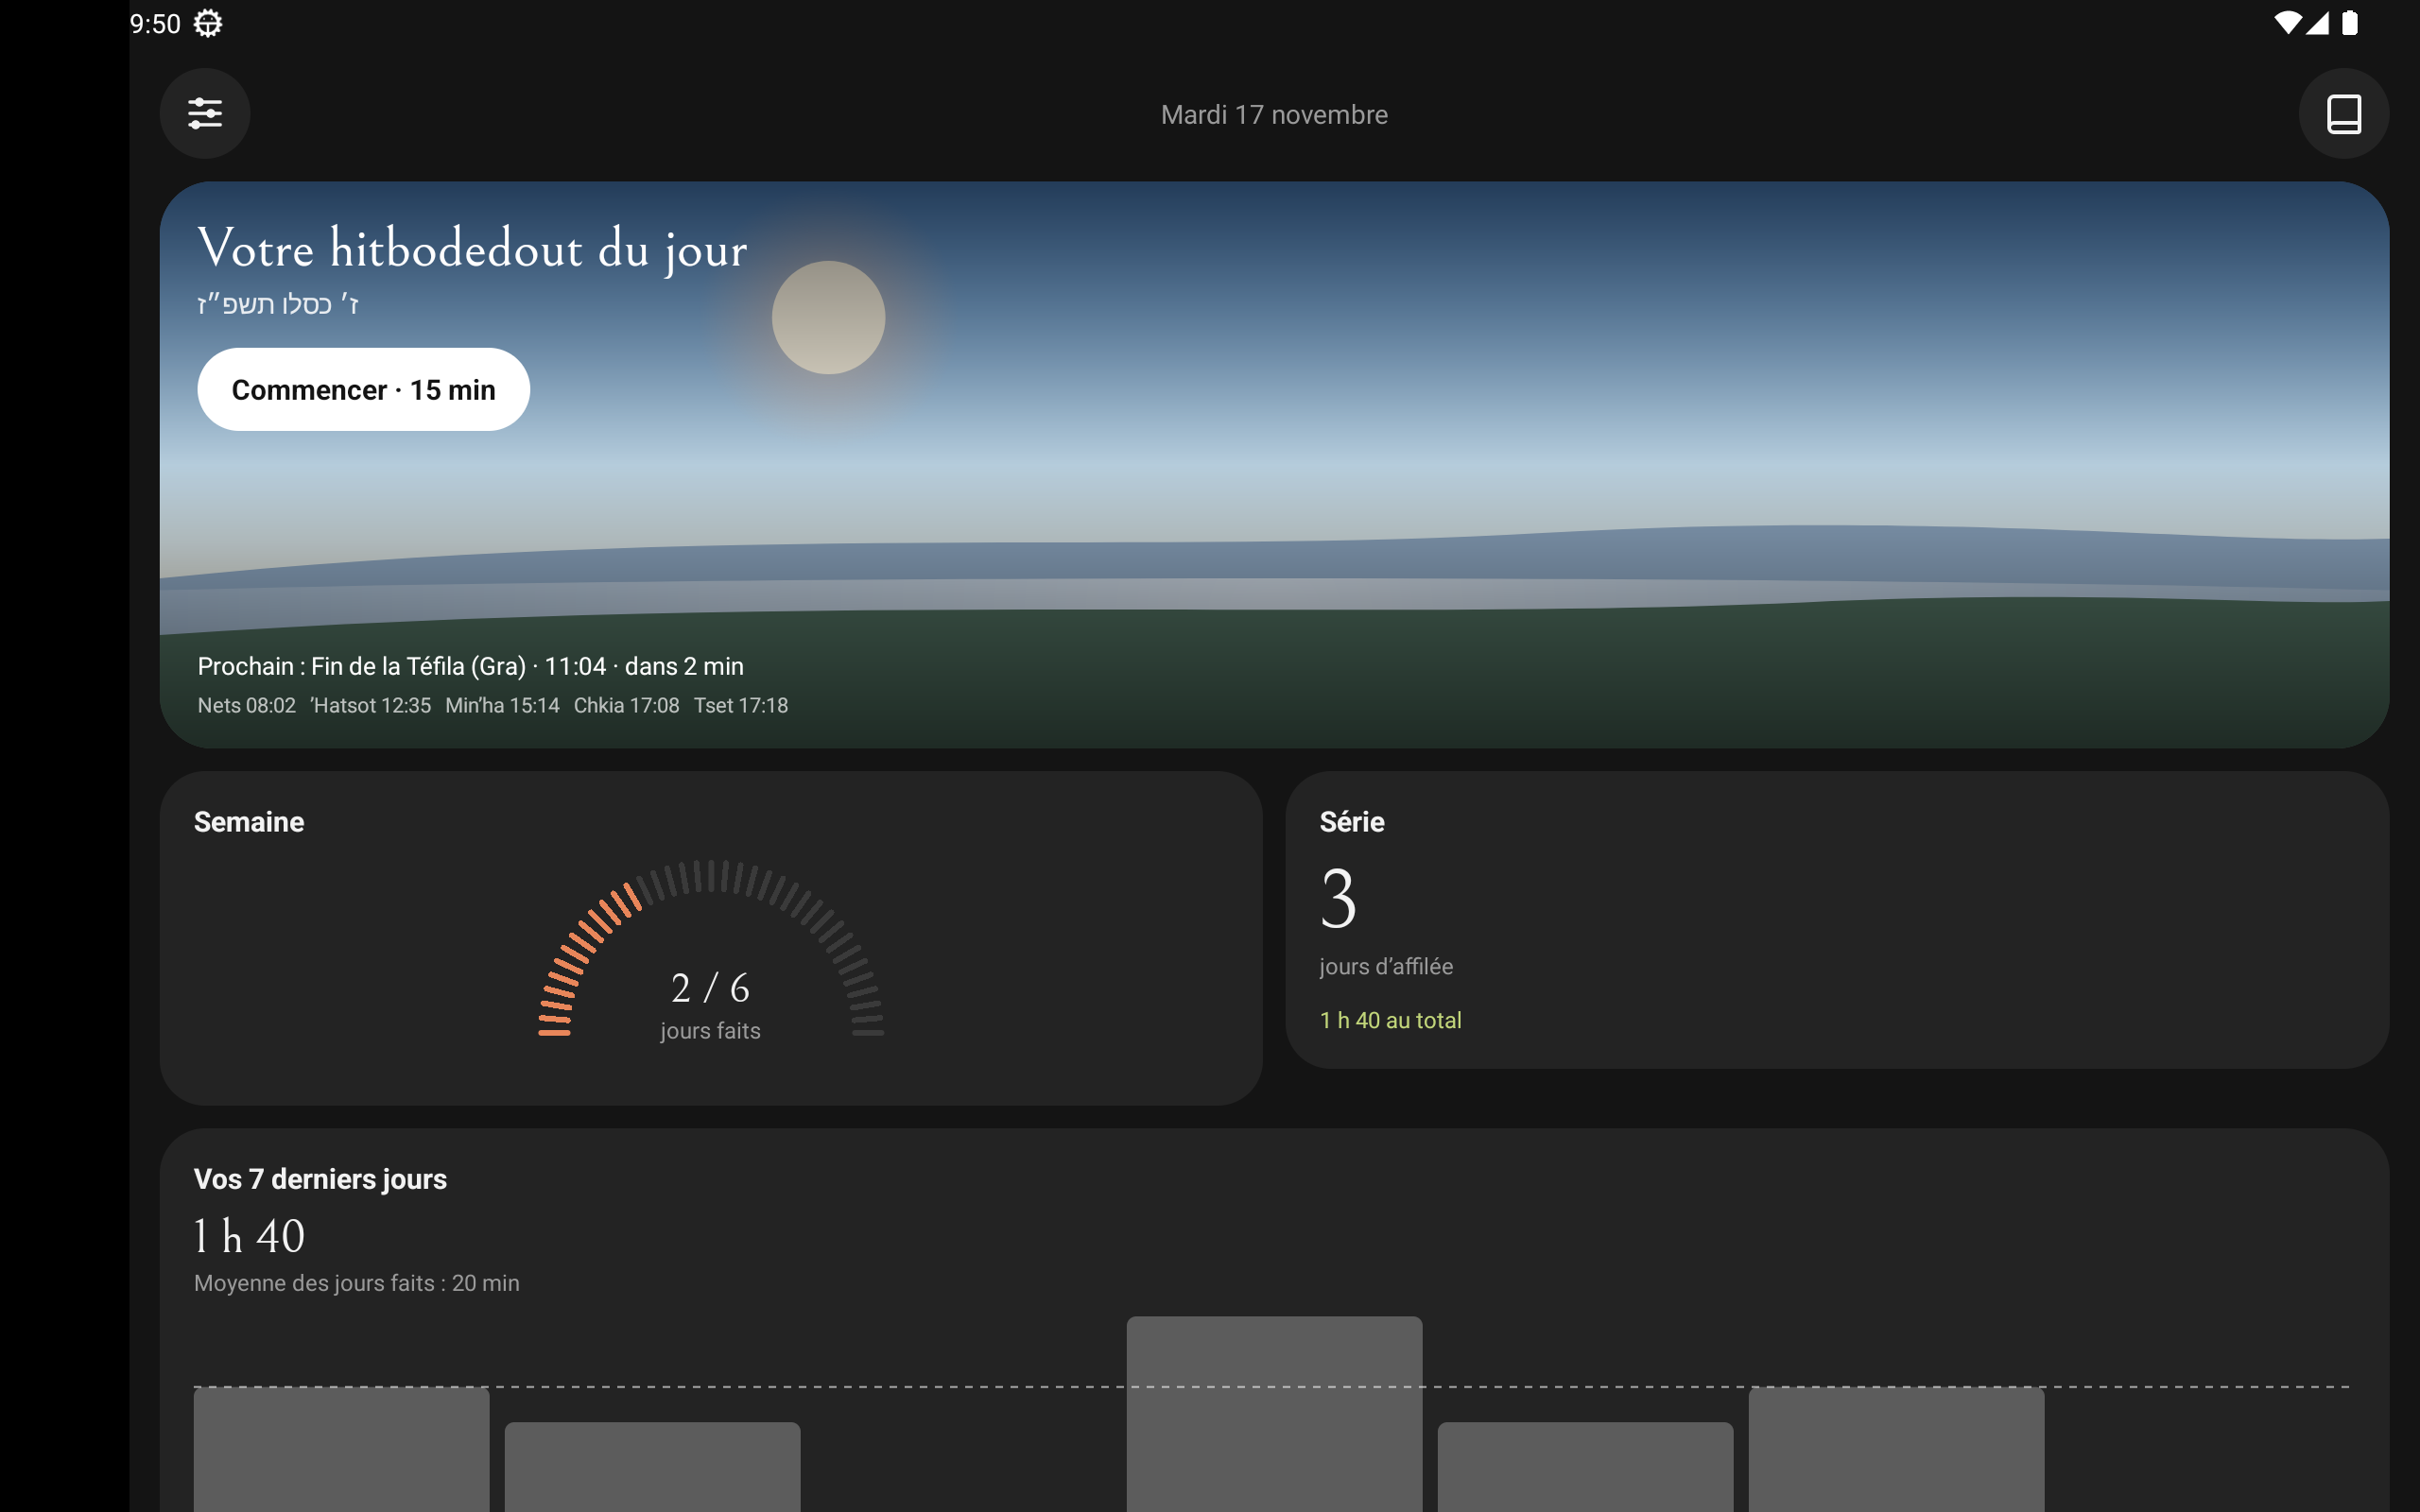 9:50
Mardi 17 novembre
Votre hitbodedout du jour
ז׳ כסלו תשפ״ז
Commencer · 15 min
Prochain : Fin de la Téfila (Gra) · 11:04 · dans 2 min
Nets 08:02 ’Hatsot 12:35 Min’ha 15:14 Chkia 17:08 Tset 17:18
Semaine
2 / 6
jours faits
Série
3
jours d’affilée
1 h 40 au total
Vos 7 derniers jours
1 h 40
Moyenne des jours faits : 20 min